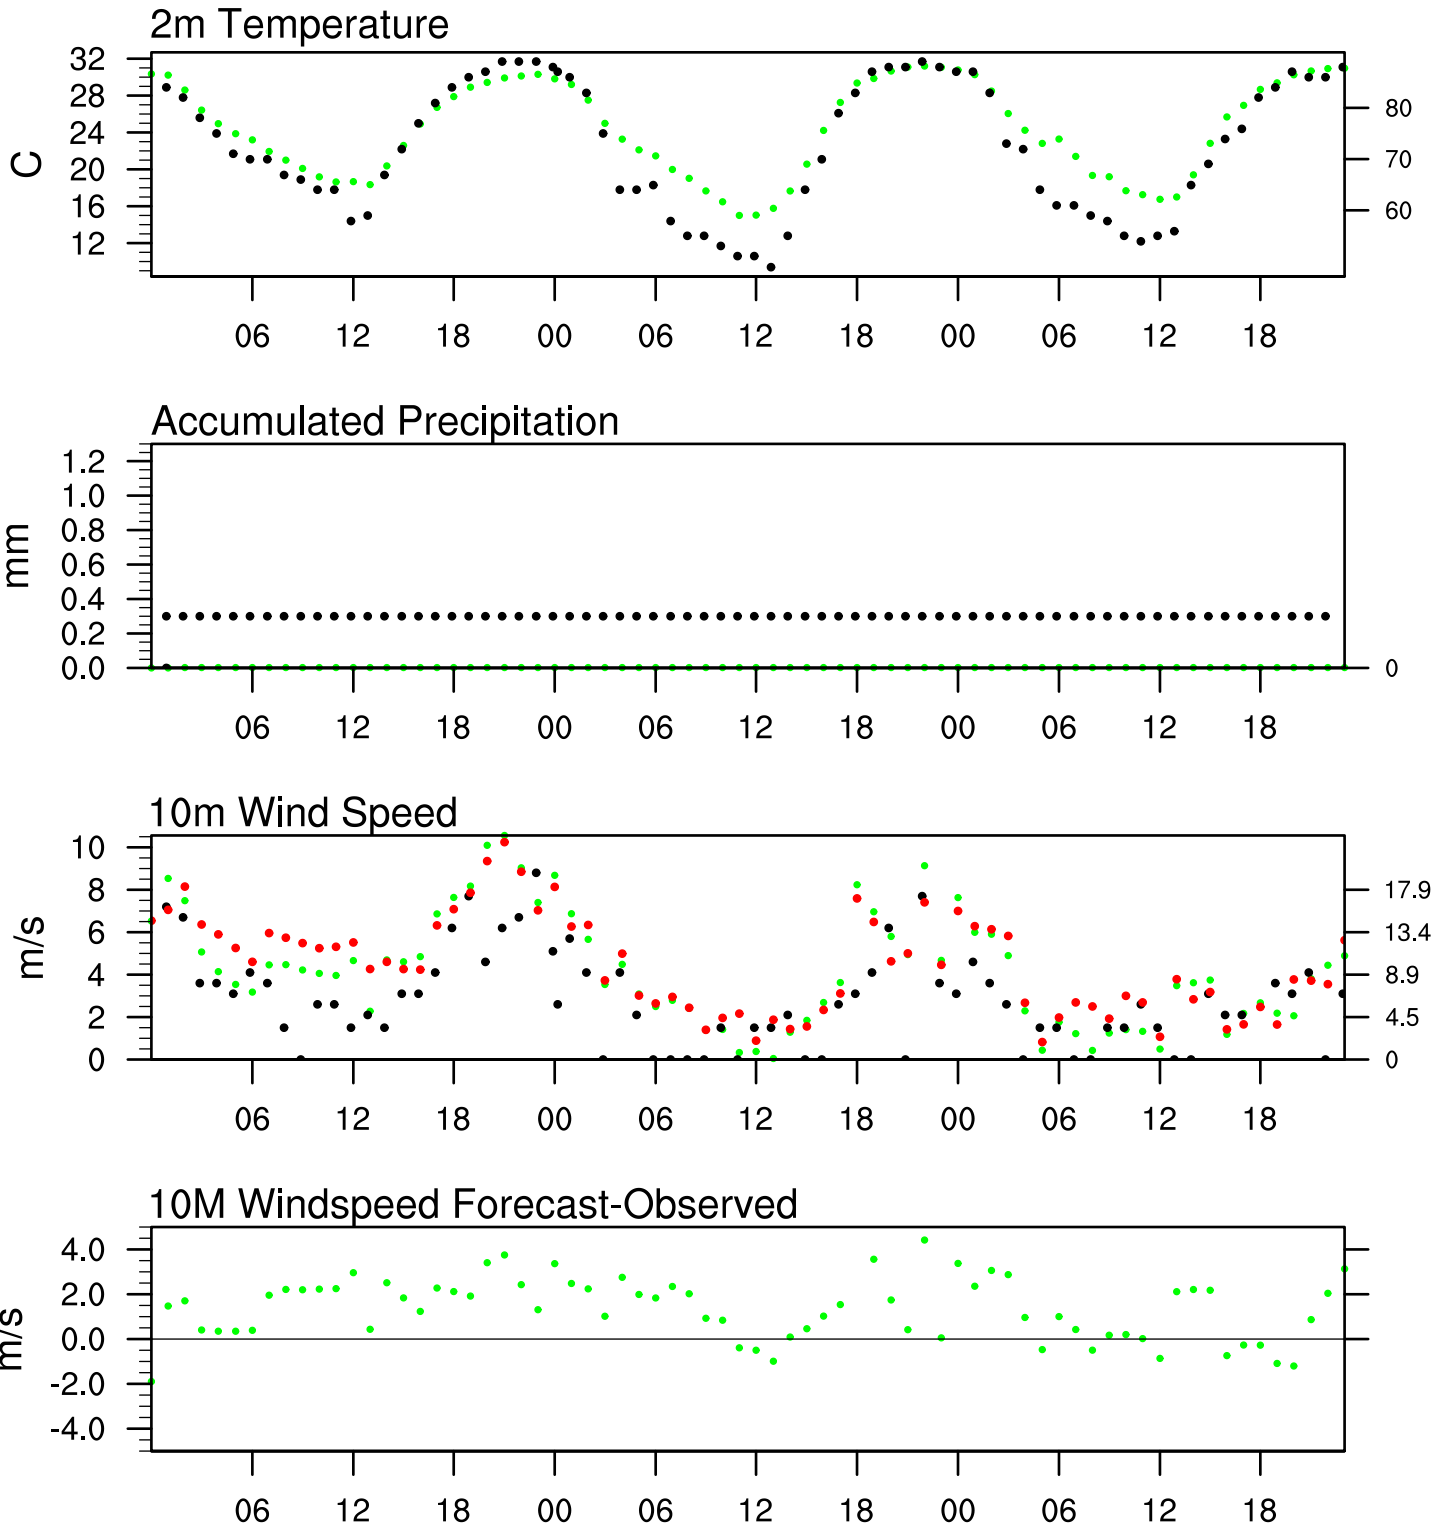 2m Temperature
32
28
24
20
16
12
C
80
70
60
06 12 18 00 06 12 18 00 06 12 18
Accumulated Precipitation
1.2
1.0
0.8
0.6
0.4
0.2
0.0
mm
0
06 12 18 00 06 12 18 00 06 12 18
10m Wind Speed
10
8
6
4
2
0
m/s
17.9
13.4
8.9
4.5
0
06 12 18 00 06 12 18 00 06 12 18
10M Windspeed Forecast-Observed
4.0
2.0
0.0
-2.0
-4.0
m/s
06 12 18 00 06 12 18 00 06 12 18